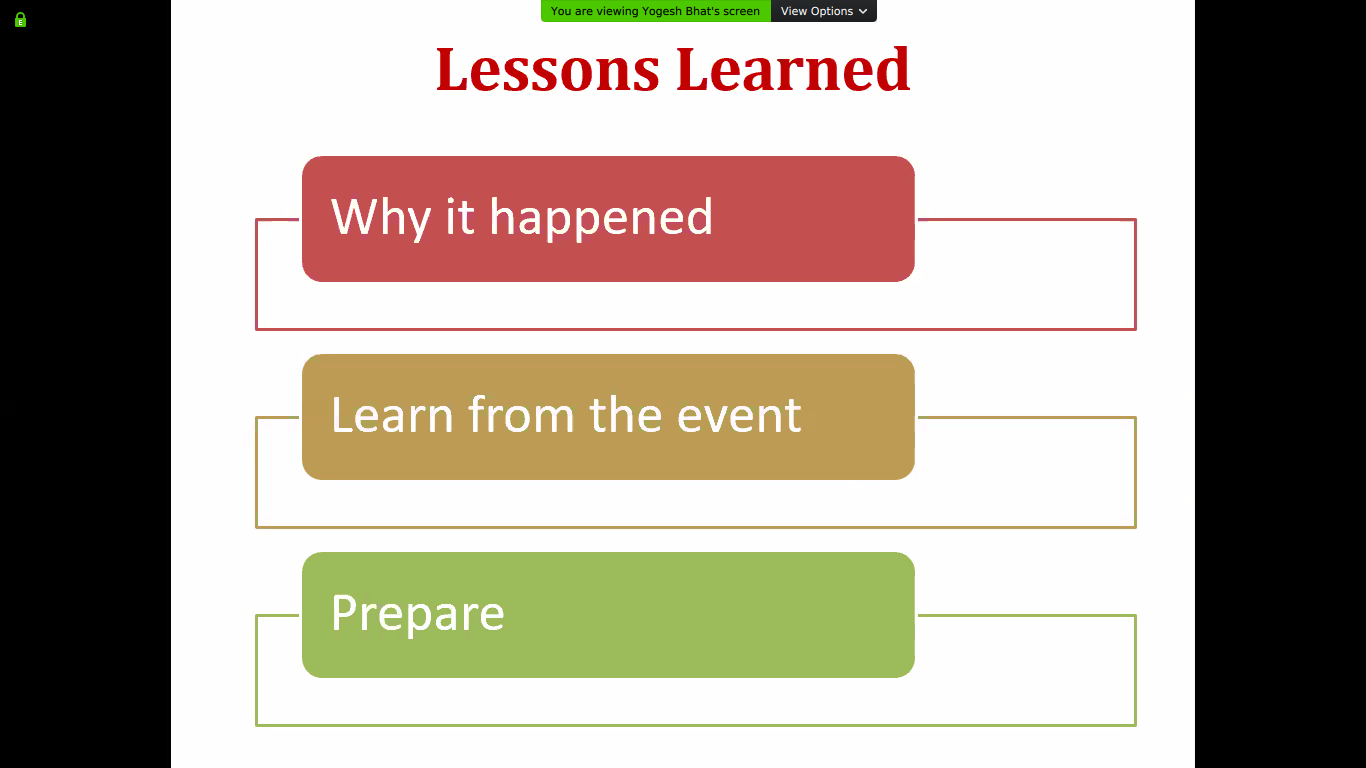 You are viewing Yogesh Bhat's screen View Options
Lessons Learned
Why it happened
Learn from the event
Prepare